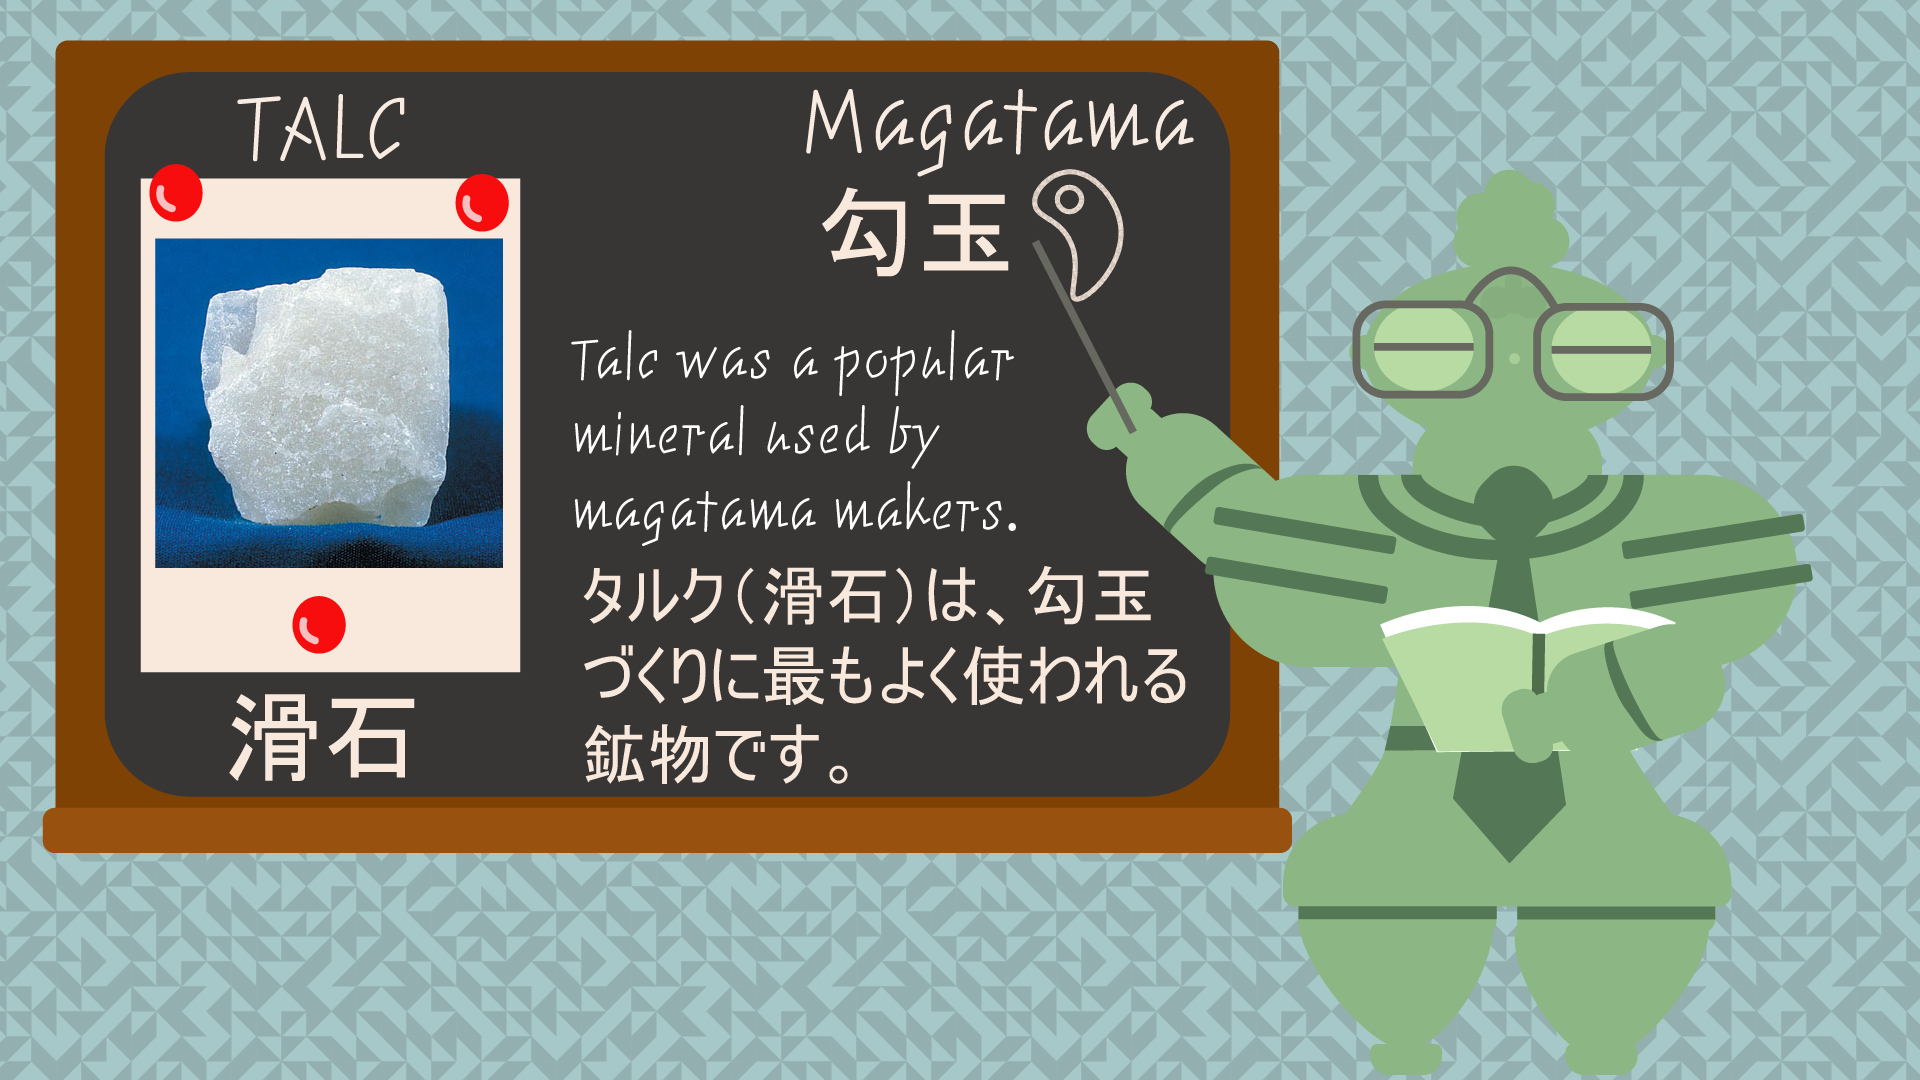 TALC
滑石
Magatama
勾玉
Talc was a popular
mineral used by
magatama makers.
タルク(滑石)は、勾玉
づくりに最もよく使われる
鉱物です。